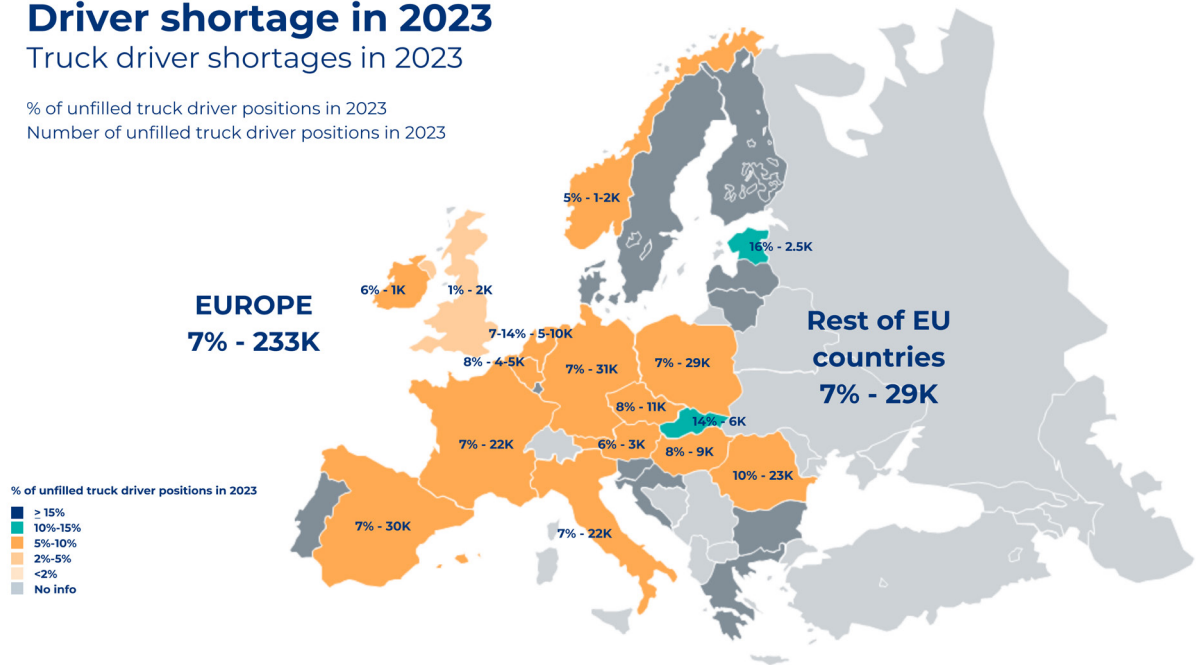 Driver shortage in 2023
Truck driver shortages in 2023
% of unfilled truck driver positions in 2023
Number of unfilled truck driver positions in 2023
5% - 1-2K
16% - 2.5K
6% - 1K
1% - 2K
EUROPE
7% - 233K
7-14% - 5-10K
8% - 4-5K
7% - 31K
7% - 29K
Rest of EU
countries
7% - 29K
8% - 11K
14% - 6K
7% - 22K
6% - 3K
8% - 9K
10% - 23K
7% - 30K
7% - 22K
% of unfilled truck driver positions in 2023
≥ 15%
10%-15%
5%-10%
2%-5%
<2%
No info